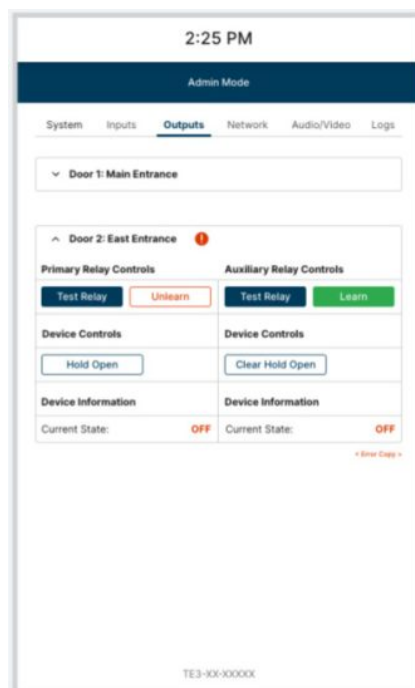 2:25 PM
Admin Mode
System Inputs Outputs Network Audio/Video Logs
Door 1: Main Entrance
Door 2: East Entrance !
Primary Relay Controls Auxiliary Relay Controls
Test Relay Unlearn Test Relay Learn
Device Controls Device Controls
Hold Open Clear Hold Open
Device Information Device Information
Current State: OFF Current State: OFF
< Error Copy >
TE3-XX-XXXXX